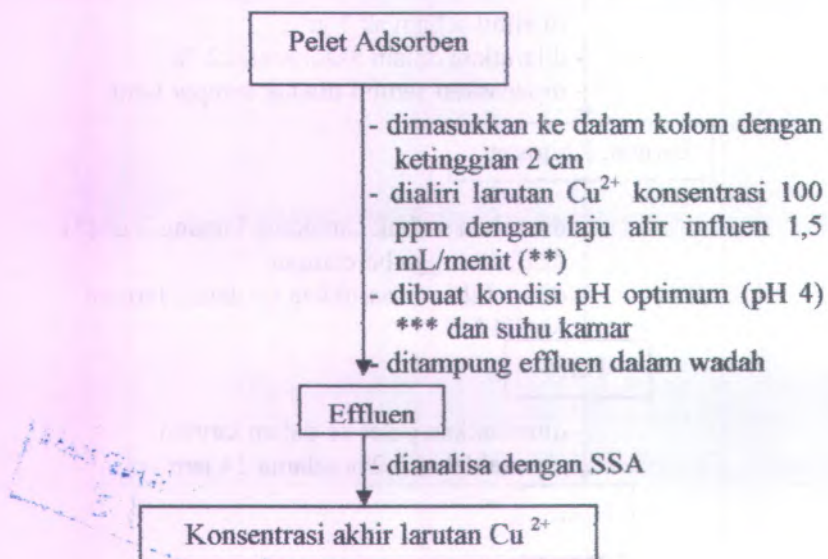 Pelet Adsorben
- dimasukkan ke dalam kolom dengan
ketinggian 2 cm
- dialiri larutan Cu²⁺ konsentrasi 100
ppm dengan laju alir influen 1,5
mL/menit (**)
- dibuat kondisi pH optimum (pH 4)
*** dan suhu kamar
- ditampung effluen dalam wadah
Effluen
- dianalisa dengan SSA
Konsentrasi akhir larutan Cu ²⁺